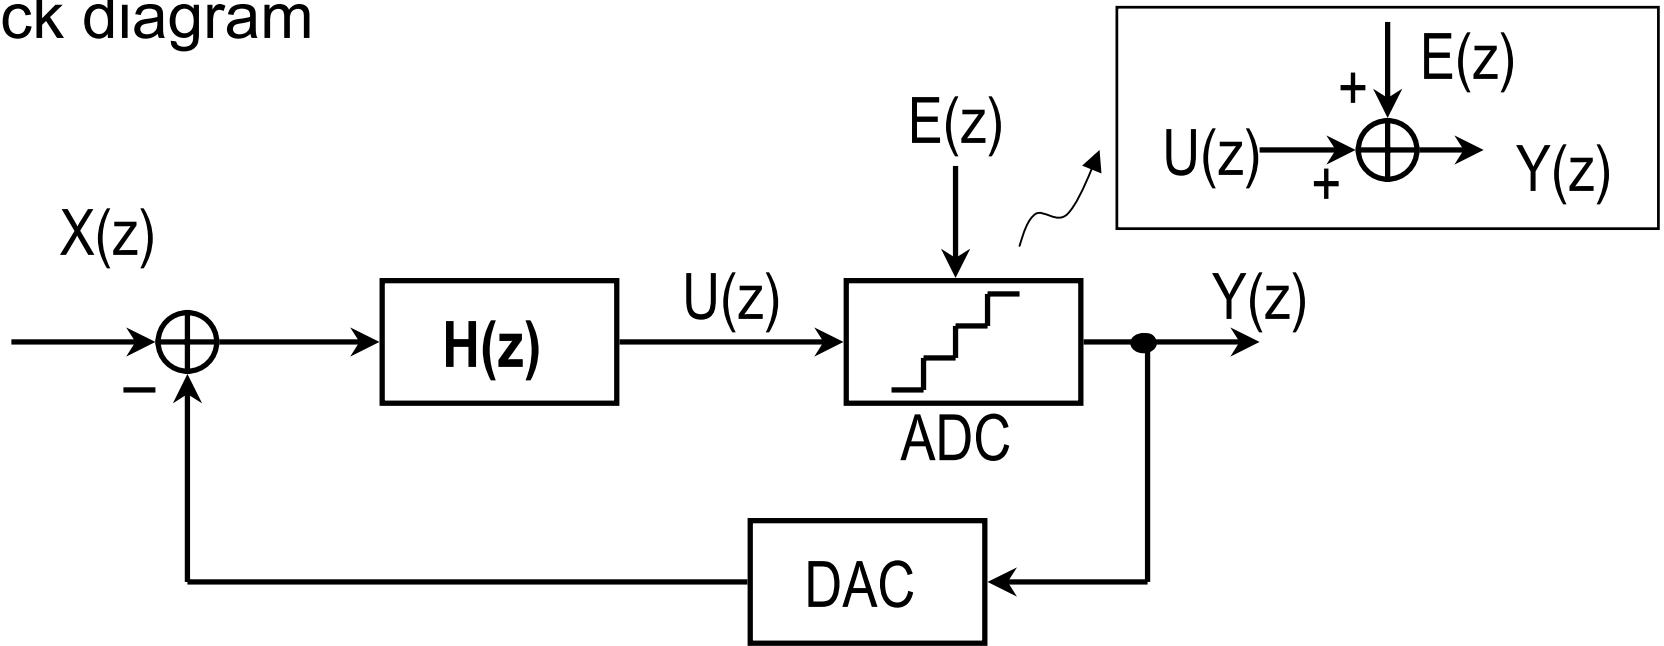 ck diagram
E(z)
+
U(z)
+
Y(z)
E(z)
X(z)
–
H(z)
U(z)
Y(z)
ADC
DAC